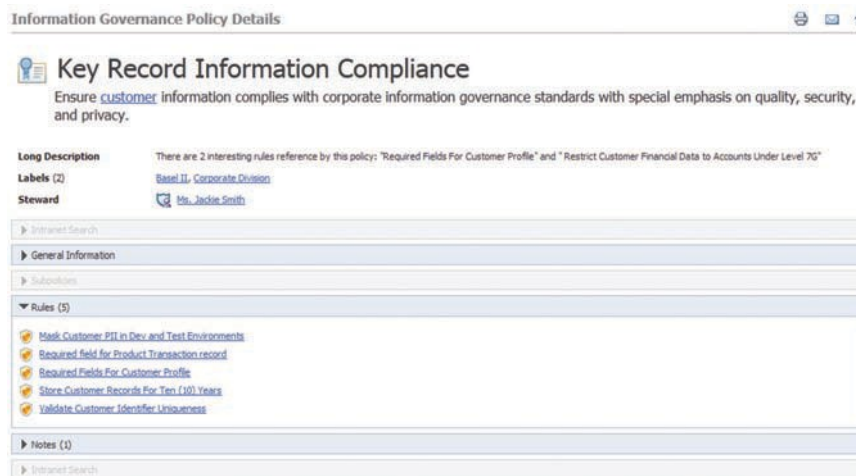 Information Governance Policy Details
Key Record Information Compliance
Ensure customer information complies with corporate information governance standards with special emphasis on quality, security,
and privacy.
Long Description There are 2 interesting rules reference by this policy: "Required Fields For Customer Profile" and " Restrict Customer Financial Data to Accounts Under Level 7G"
Labels (2) Basel II, Corporate Division
Steward Ms. Jackie Smith
Intranet Search
General Information
Subpolicies
Rules (5)
Mask Customer PII in Dev and Test Environments
Required field for Product Transaction record
Required Fields For Customer Profile
Store Customer Records For Ten (10) Years
Validate Customer Identifier Uniqueness
Notes (1)
Intranet Search